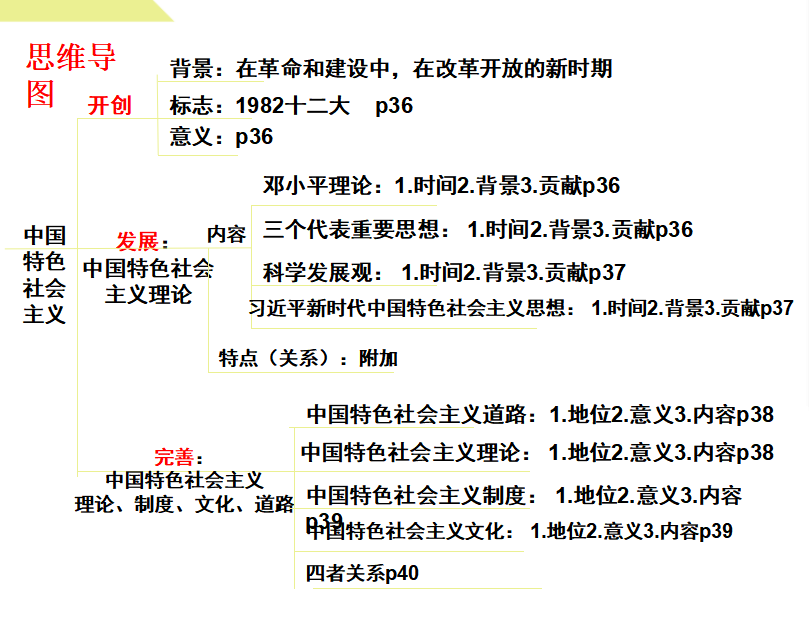 思维导
图
开创
背景：在革命和建设中，在改革开放的新时期
标志：1982十二大 p36
意义：p36
中国
特色
社会
主义
发展：
中国特色社会
主义理论
内容
邓小平理论：1.时间2.背景3.贡献p36
三个代表重要思想： 1.时间2.背景3.贡献p36
科学发展观： 1.时间2.背景3.贡献p37
习近平新时代中国特色社会主义思想： 1.时间2.背景3.贡献p37
特点（关系）：附加
完善：
中国特色社会主义
理论、制度、文化、道路
中国特色社会主义道路：1.地位2.意义3.内容p38
中国特色社会主义理论： 1.地位2.意义3.内容p38
中国特色社会主义制度： 1.地位2.意义3.内容
p39
中国特色社会主义文化： 1.地位2.意义3.内容p39
四者关系p40